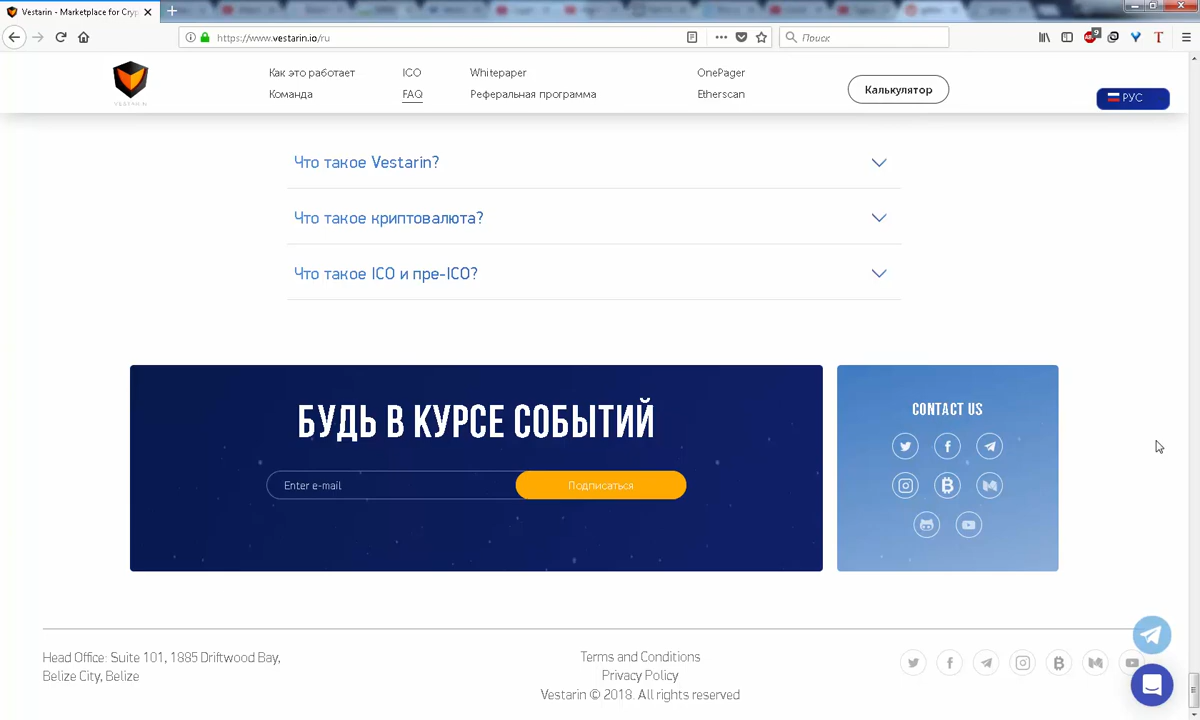 Vestarin - Marketplace for Cryp
https://www.vestarin.io/ru
Поиск
9
VESTARIN
Как это работает
ICO
Whitepaper
OnePager
Команда
FAQ
Реферальная программа
Etherscan
Калькулятор
РУС
Что такое Vestarin?
Что такое криптовалюта?
Что такое ICO и пре-ICO?
БУДЬ В КУРСЕ СОБЫТИЙ
Enter e-mail
Подписаться
CONTACT US
Head Office: Suite 101, 1885 Driftwood Bay,
Belize City, Belize
Terms and Conditions
Privacy Policy
Vestarin © 2018. All rights reserved